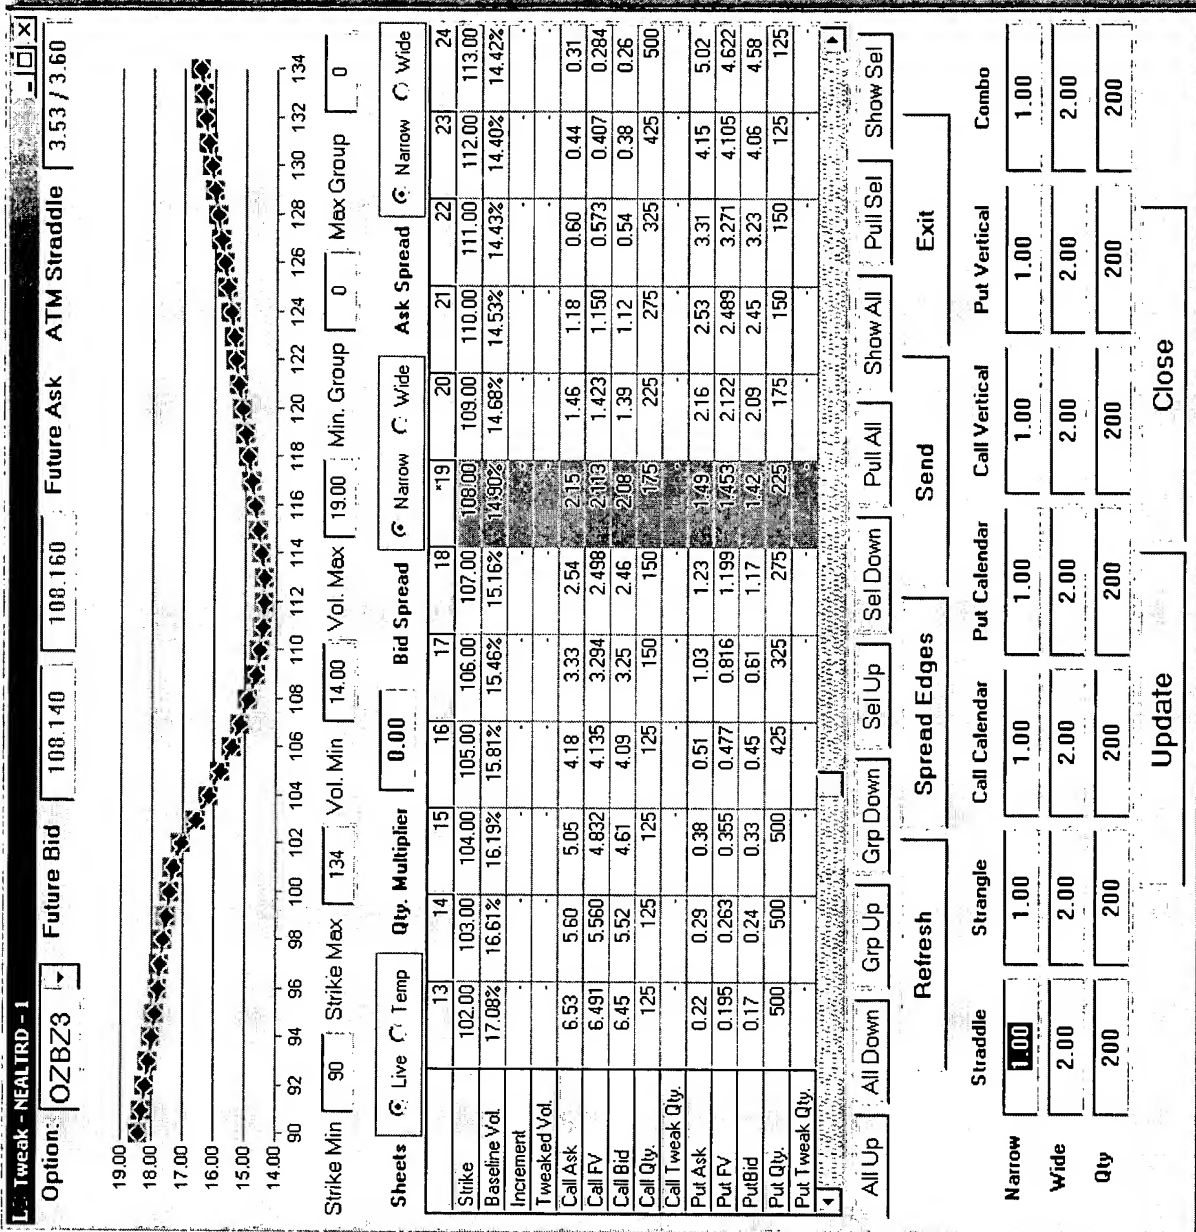 Tweak - NEALTRD - 1
Option: OZBZ3 Future Bid 108.140 108.160 Future Ask ATM Straddle 3.53 / 3.60
19.00
18.00
17.00
16.00
15.00
14.00
90 92 94 96 98 100 102 104 106 108 110 112 114 116 118 120 122 124 126 128 130 132 134
Strike Min 90 Strike Max 134 Vol. Min 14.00 Vol. Max 19.00 Min. Group 0 Max Group 0
Sheets Live Temp Qty. Multiplier 0.00 Bid Spread Narrow Wide Ask Spread Narrow Wide
13 14 15 16 17 18 *19 20 21 22 23 24
Strike 102.00 103.00 104.00 105.00 106.00 107.00 108.00 109.00 110.00 111.00 112.00 113.00
Baseline Vol. 17.08% 16.61% 16.19% 15.81% 15.46% 15.16% 14.90% 14.68% 14.53% 14.43% 14.40% 14.42%
Increment - - - - - - - - - - - -
Tweaked Vol. - - - - - - - - - - - -
Call Ask 6.53 5.60 5.05 4.18 3.33 2.54 2.15 1.46 1.18 0.60 0.44 0.31
Call FV 6.491 5.560 4.832 4.135 3.294 2.498 2.113 1.423 1.150 0.573 0.407 0.284
Call Bid 6.45 5.52 4.61 4.09 3.25 2.46 2.08 1.39 1.12 0.54 0.38 0.26
Call Qty. 125 125 125 125 150 150 175 225 275 325 425 500
Call Tweak Qty. - - - - - - - - - - - -
Put Ask 0.22 0.29 0.38 0.51 1.03 1.23 1.49 2.16 2.53 3.31 4.15 5.02
Put FV 0.195 0.263 0.355 0.477 0.816 1.199 1.453 2.122 2.489 3.271 4.105 4.622
PutBid 0.17 0.24 0.33 0.45 0.61 1.17 1.42 2.09 2.45 3.23 4.06 4.58
Put Qty. 500 500 500 425 325 275 225 175 150 150 125 125
Put Tweak Qty. - - - - - - - - - - - -
All Up All Down Grp Up Grp Down Sel Up Sel Down Pull All Show All Pull Sel Show Sel
Refresh Spread Edges Send Exit
Straddle Strangle Call Calendar Put Calendar Call Vertical Put Vertical Combo
Narrow 1.00 1.00 1.00 1.00 1.00 1.00 1.00
Wide 2.00 2.00 2.00 2.00 2.00 2.00 2.00
Qty 200 200 200 200 200 200 200
Update Close